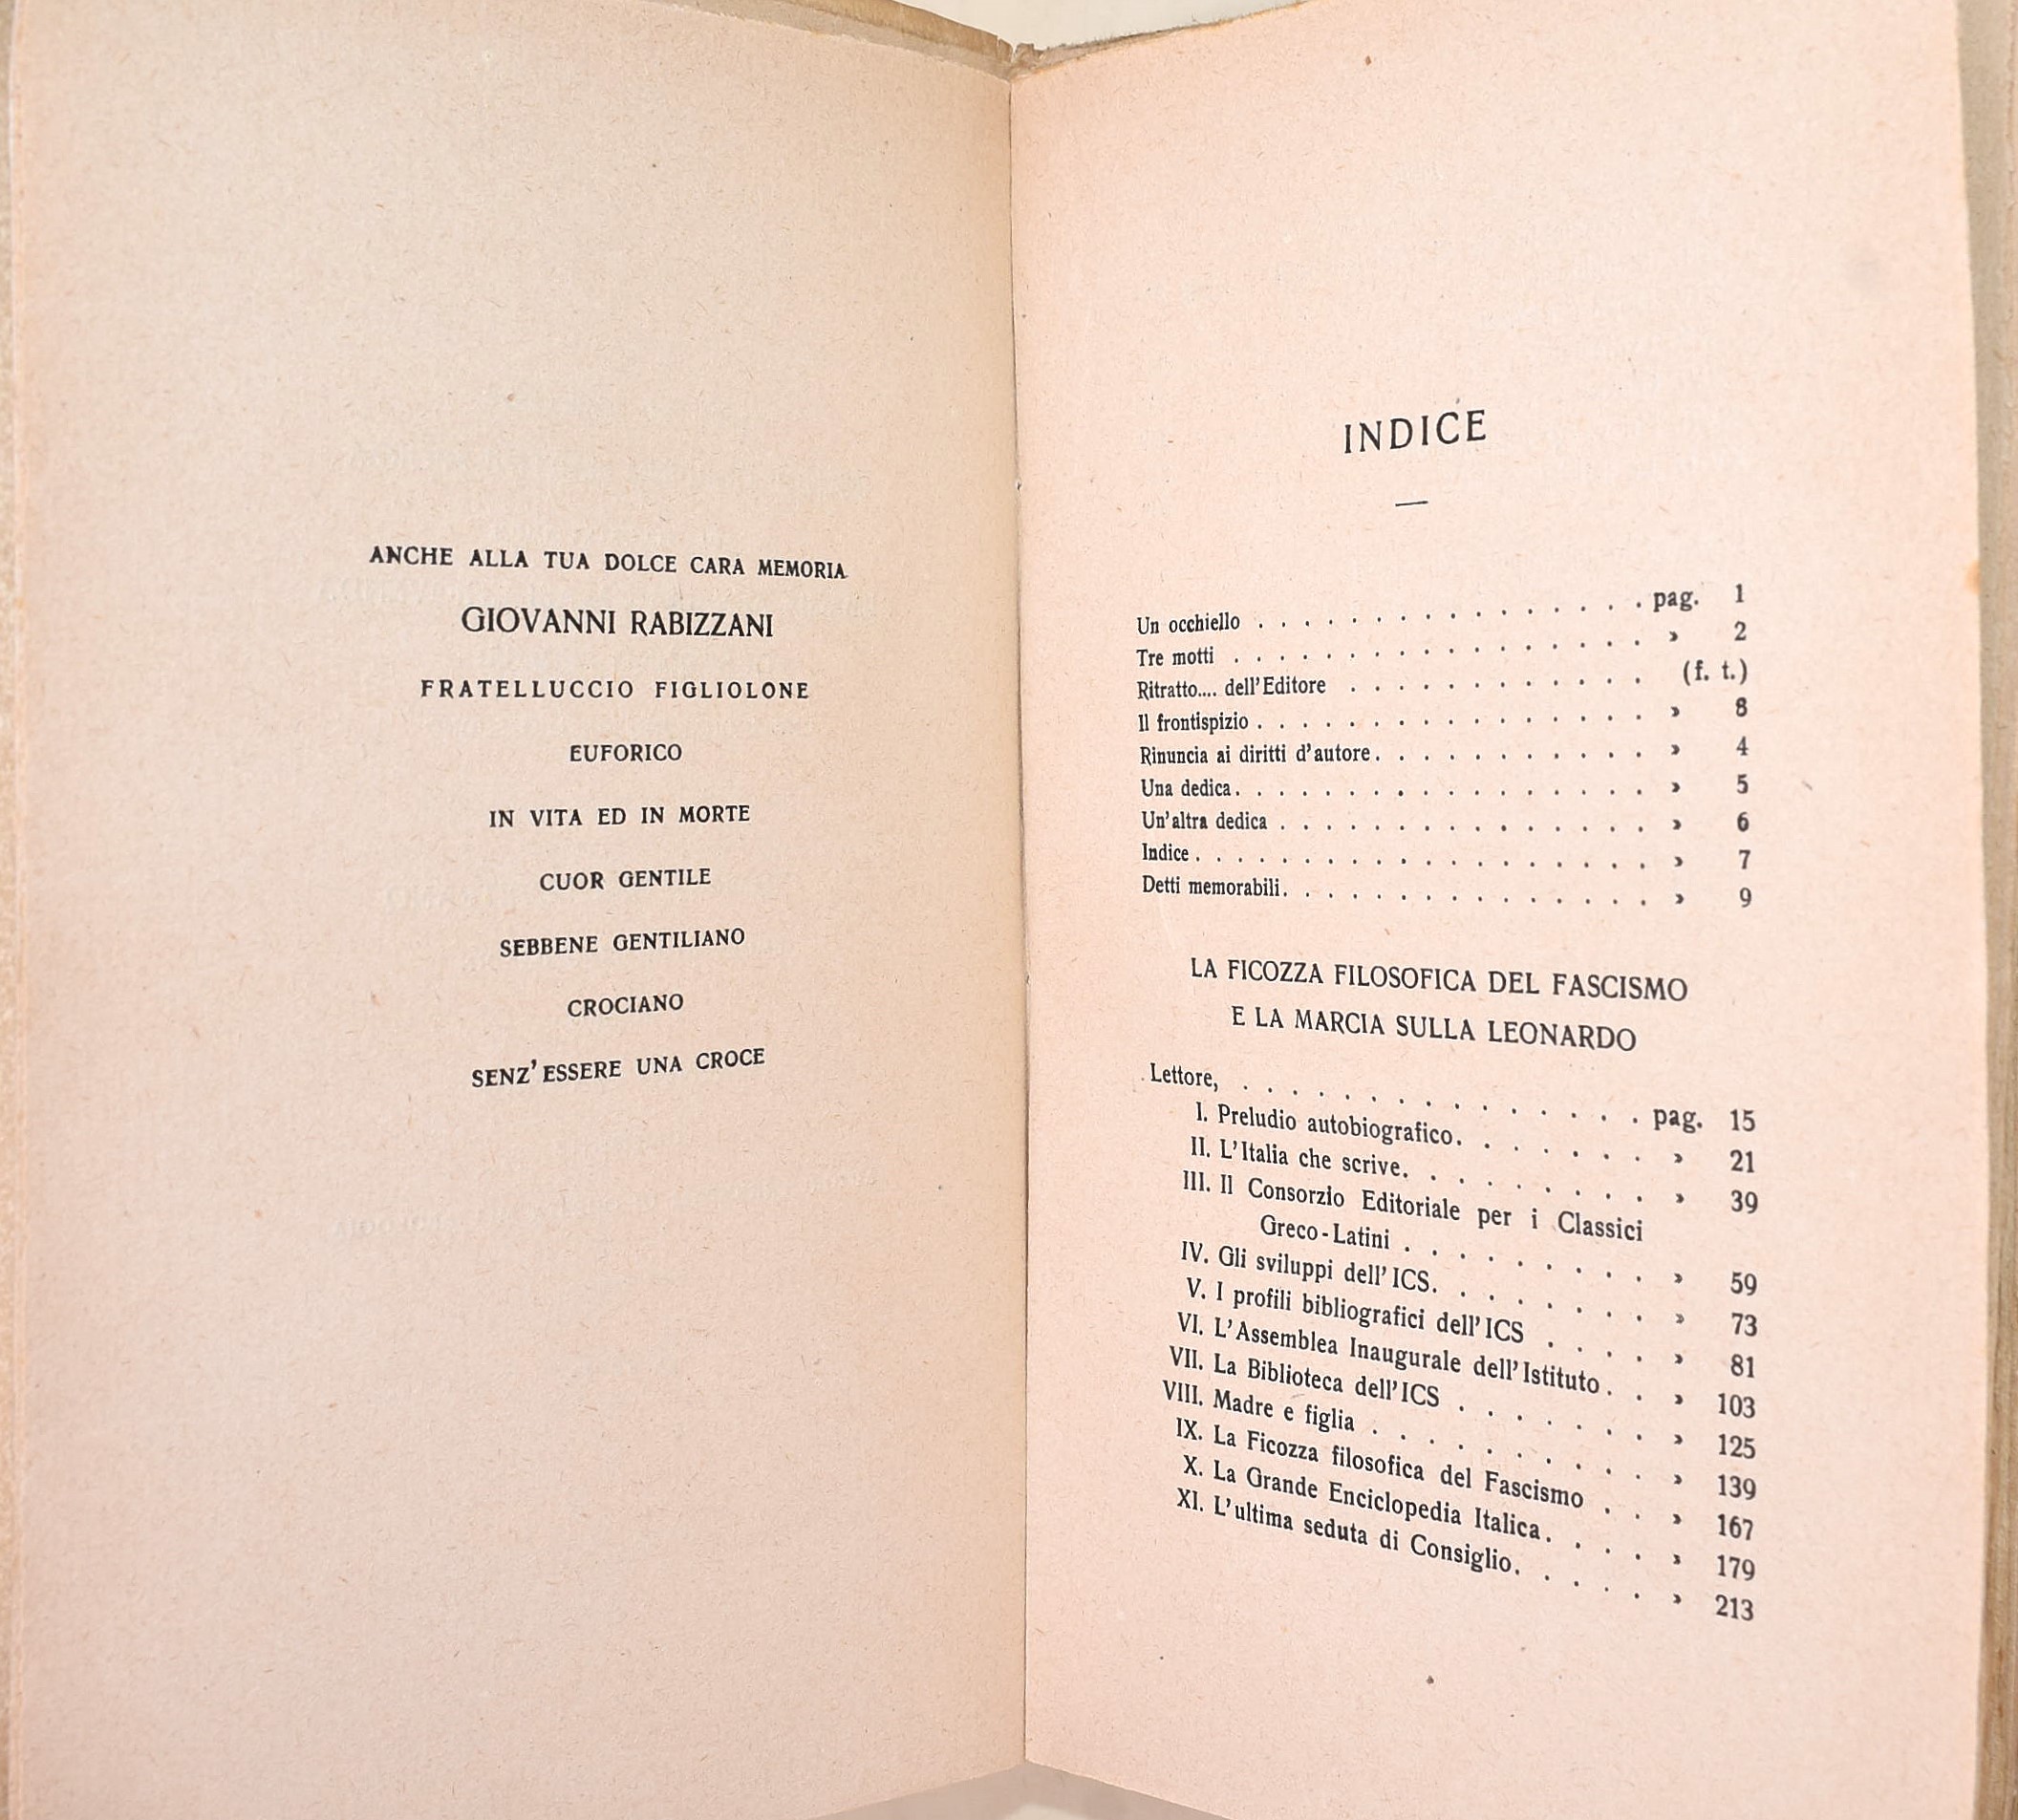 ANCHE ALLA TUA DOLCE CARA MEMORIA
GIOVANNI RABIZZANI
FRATELLUCCIO FIGLIOLONE
EUFORICO
IN VITA ED IN MORTE
CUOR GENTILE
SEBBENE GENTILIANO
CROCIANO
SENZ'ESSERE UNA CROCE
INDICE
Un occhiello . . . . . . . . . . . . . . . pag. 1
Tre motti . . . . . . . . . . . . . . . . » 2
Ritratto.... dell'Editore . . . . . . . . . . . (f. t.)
Il frontispizio . . . . . . . . . . . . . . . » 8
Rinuncia ai diritti d'autore. . . . . . . . . . . » 4
Una dedica. . . . . . . . . . . . . . . . » 5
Un'altra dedica . . . . . . . . . . . . . . » 6
Indice. . . . . . . . . . . . . . . . . . » 7
Detti memorabili. . . . . . . . . . . . . . » 9
LA FICOZZA FILOSOFICA DEL FASCISMO
E LA MARCIA SULLA LEONARDO
Lettore, . . . . . . . . . . . . . . . pag. 15
I. Preludio autobiografico. . . . . . . . » 21
II. L'Italia che scrive. . . . . . . . . . » 39
III. Il Consorzio Editoriale per i Classici
Greco-Latini . . . . . . . . . » 59
IV. Gli sviluppi dell'ICS. . . . . . . . » 73
V. I profili bibliografici dell'ICS . . . . » 81
VI. L'Assemblea Inaugurale dell'Istituto . . » 103
VII. La Biblioteca dell'ICS . . . . . . . » 125
VIII. Madre e figlia . . . . . . . . . . » 139
IX. La Ficozza filosofica del Fascismo . . . » 167
X. La Grande Enciclopedia Italica. . . . . » 179
XI. L'ultima seduta di Consiglio. . . . . » 213